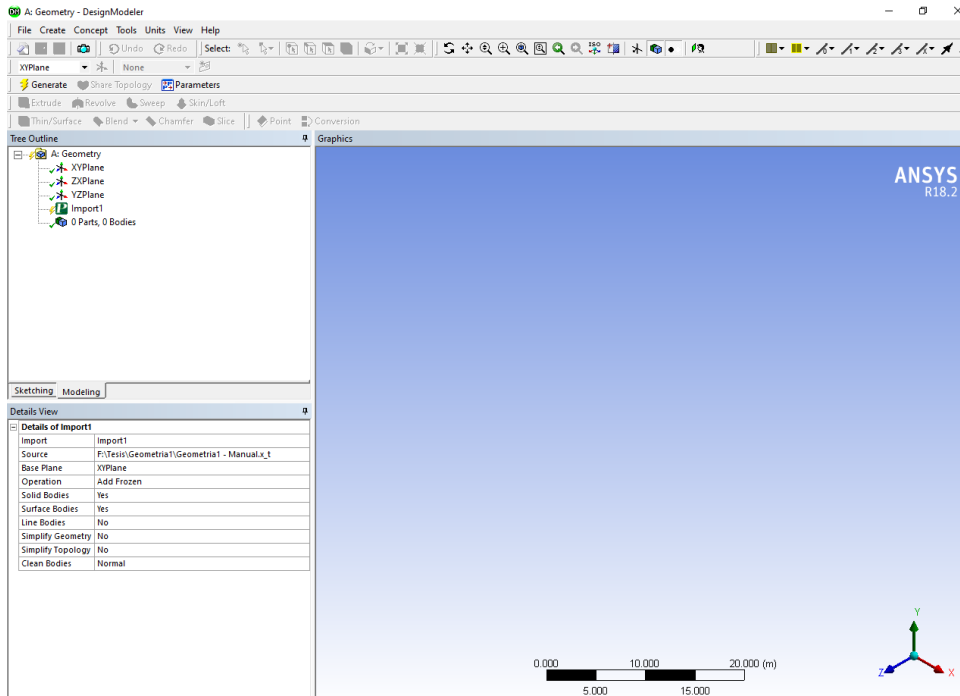 A: Geometry - DesignModeler
File Create Concept Tools Units View Help
Undo Redo Select:
XYPlane None
Generate Share Topology Parameters
Extrude Revolve Sweep Skin/Loft
Thin/Surface Blend Chamfer Slice Point Conversion
Tree Outline
A: Geometry
XYPlane
ZXPlane
YZPlane
Import1
0 Parts, 0 Bodies
Sketching Modeling
Details View
Details of Import1
Import Import1
Source F:\Tesis\Geometria1\Geometria1 - Manual.x_t
Base Plane XYPlane
Operation Add Frozen
Solid Bodies Yes
Surface Bodies Yes
Line Bodies No
Simplify Geometry No
Simplify Topology No
Clean Bodies Normal
Graphics
ANSYS
R18.2
0.000 10.000 20.000 (m)
5.000 15.000
Y
Z X